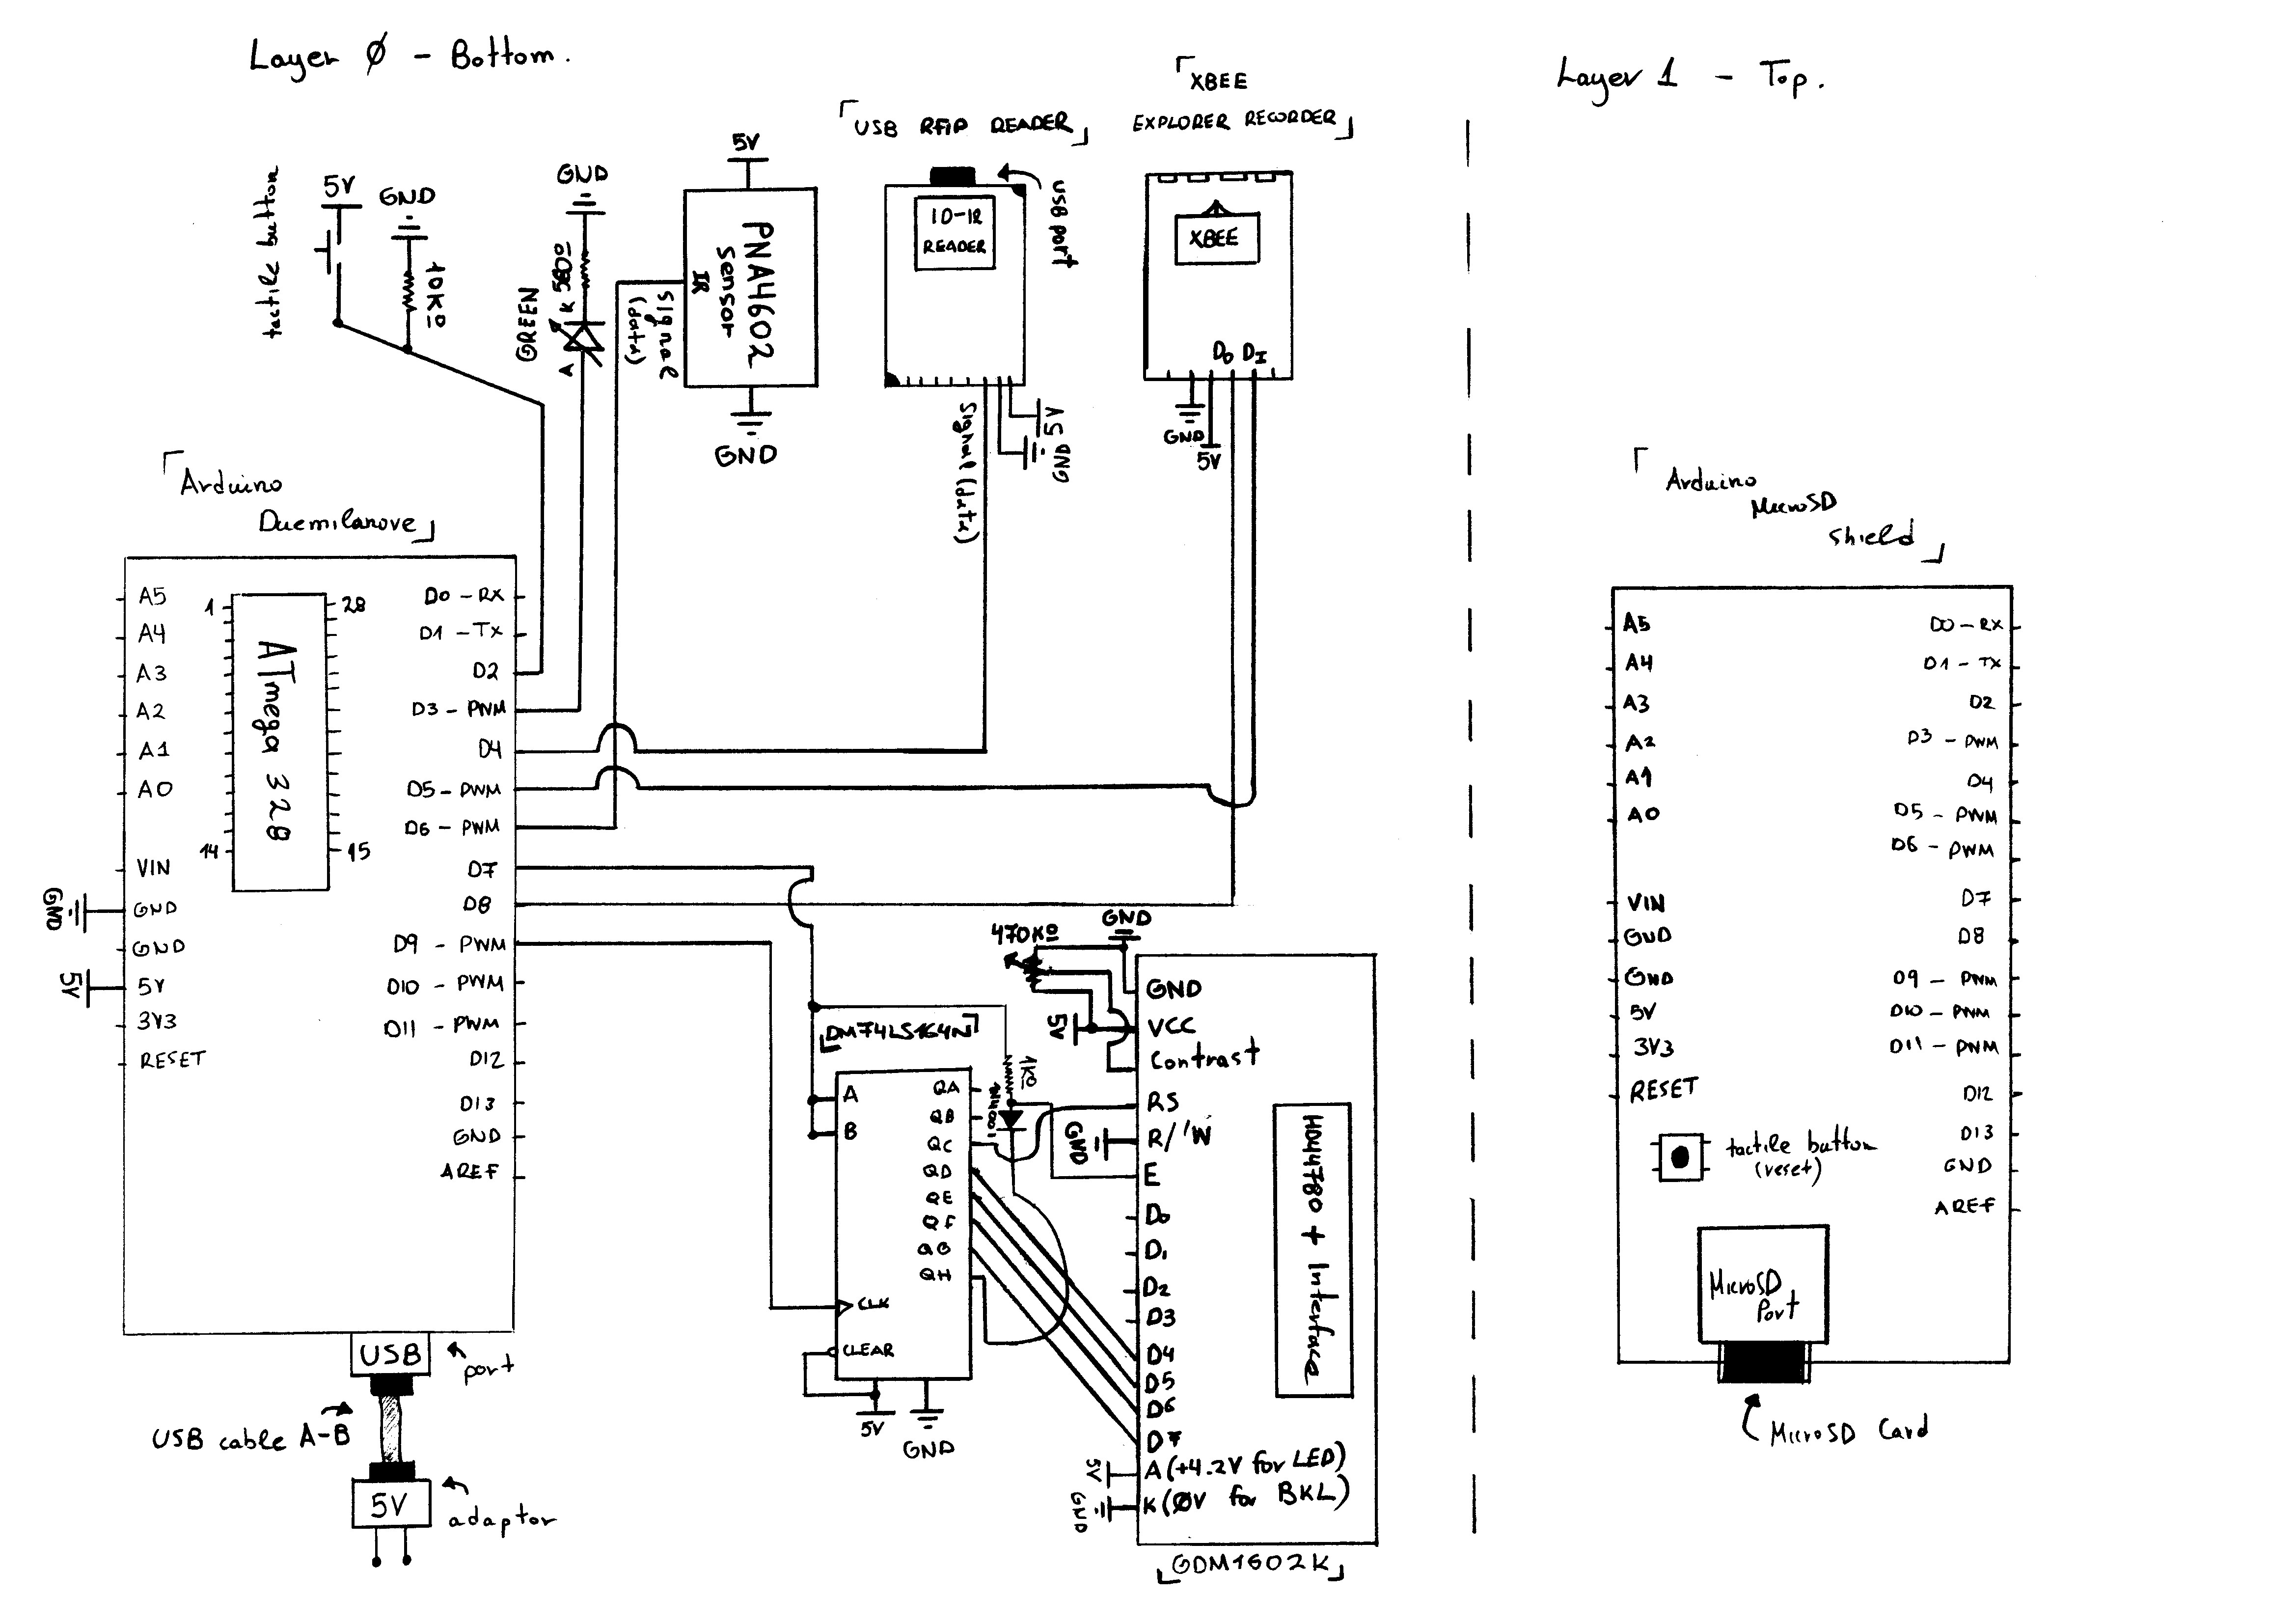 Layer Ø - Bottom.
Layer 1 - Top.
「XBEE
EXPLORER RECORDER」
「USB RFiD READER」
tactile button
5V
GND
10KΩ
GND
580Ω
K
GREEN
A
5V
PNA4602
IR sensor
signal
(data)
GND
USB port
ID-12
READER
signal (data)
5V
GND
XBEE
D0 DI
GND
5V
「Arduino
Duemilanove」
A5
A4
A3
A2
A1
A0
VIN
GND
GND
GND
5V
5V
3V3
RESET
1
28
ATmega 328
14
15
D0 - RX
D1 - Tx
D2
D3 - PWM
D4
D5 - PWM
D6 - PWM
D7
D8
D9 - PWM
D10 - PWM
D11 - PWM
D12
D13
GND
AREF
USB
port
USB cable A-B
5V
adaptor
「DM74LS164N」
A
B
CLK
CLEAR
QA
QB
QC
QD
QE
QF
QG
QH
5V
GND
1KΩ
1N4001
470KΩ
GND
5V
GND
GND
VCC
Contrast
RS
R/'W
E
D0
D1
D2
D3
D4
D5
D6
D7
5V
A (+4.2V for LED)
GND
K (ØV for BKL)
HD44780 + Interface
「GDM1602K」
「Arduino
MicroSD
Shield」
A5
A4
A3
A2
A1
A0
VIN
GND
GND
5V
3V3
RESET
D0 - RX
D1 - TX
D2
D3 - PWM
D4
D5 - PWM
D6 - PWM
D7
D8
D9 - PWM
D10 - PWM
D11 - PWM
D12
D13
GND
AREF
tactile button
(reset)
MicroSD
Port
MicroSD Card